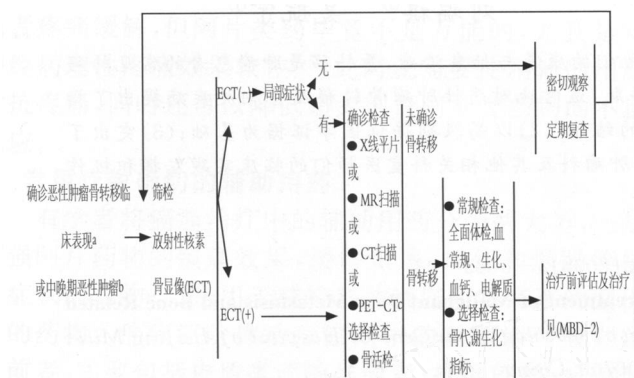 确诊恶性肿瘤骨转移临
床表现a
或中晚期恶性肿瘤b
筛检
放射性核素
骨显像(ECT)
ECT(-)
局部症状
无
有
ECT(+)
确诊检查
●X线平片
或
●MR扫描
或
●CT扫描
或
●PET-CTc
选择检查
●骨活检
未确诊
骨转移
骨转移
●常规检查:
全面体检,血
常规、生化、
血钙、电解质
●选择检查:
骨代谢生化
指标
密切观察
定期复查
治疗前评估及治疗
见(MBD-2)